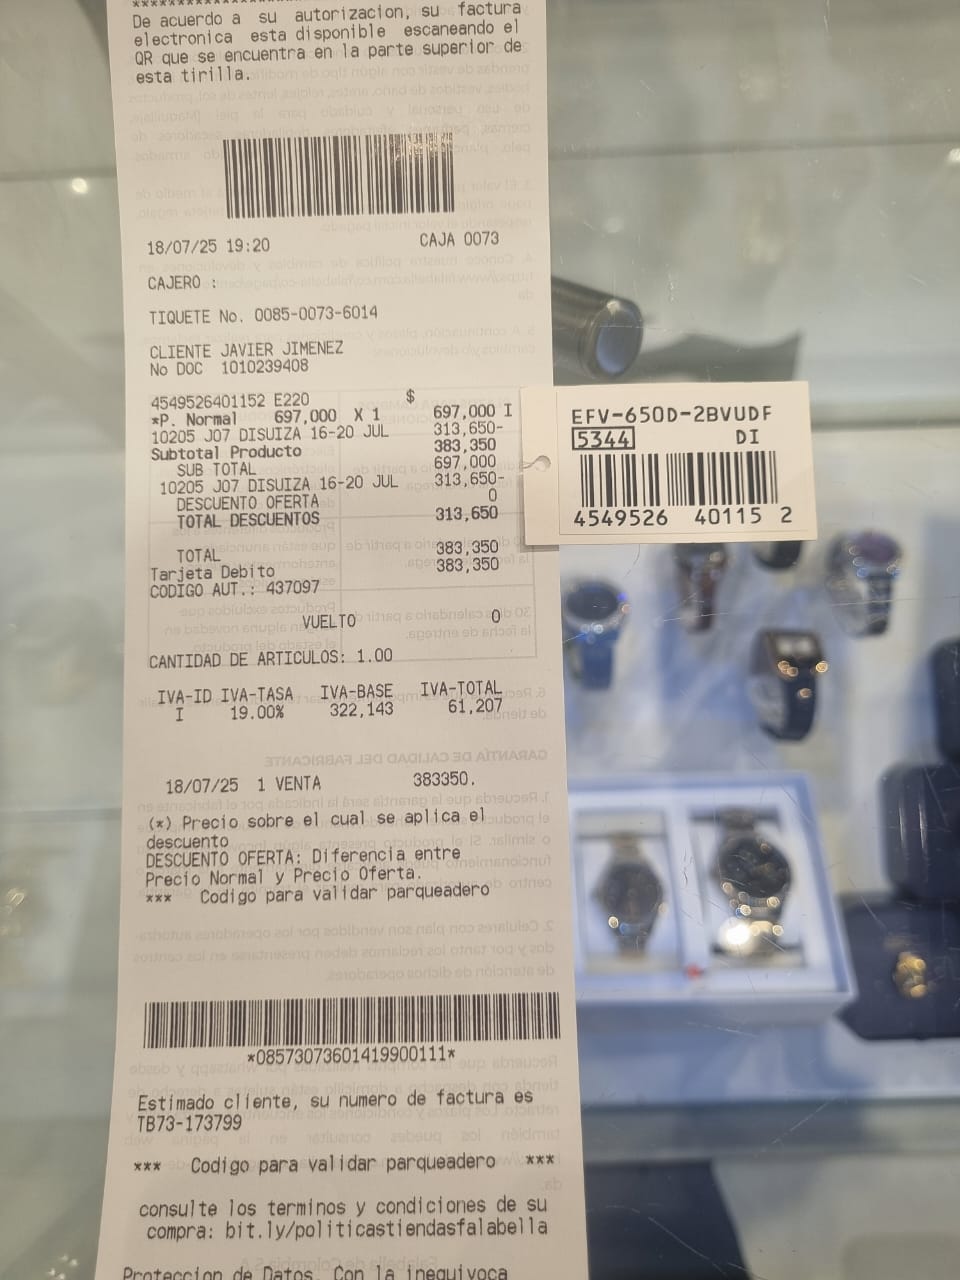 De acuerdo a su autorizacion, su factura
electronica esta disponible escaneando el
QR que se encuentra en la parte superior de
esta tirilla.
18/07/25 19:20 CAJA 0073
CAJERO :
TIQUETE No. 0085-0073-6014
CLIENTE JAVIER JIMENEZ
No DOC 1010239408
4549526401152 E220 $
*P. Normal 697,000 X 1 697,000 I
10205 J07 DISUIZA 16-20 JUL 313,650-
Subtotal Producto 383,350
SUB TOTAL 697,000
10205 J07 DISUIZA 16-20 JUL 313,650-
DESCUENTO OFERTA 0
TOTAL DESCUENTOS 313,650
TOTAL 383,350
Tarjeta Debito 383,350
CODIGO AUT.: 437097
VUELTO 0
CANTIDAD DE ARTICULOS: 1.00
IVA-ID IVA-TASA IVA-BASE IVA-TOTAL
I 19.00% 322,143 61,207
18/07/25 1 VENTA 383350.
(*) Precio sobre el cual se aplica el
descuento
DESCUENTO OFERTA: Diferencia entre
Precio Normal y Precio Oferta.
*** Codigo para validar parqueadero
*08573073601419900111*
Estimado cliente, su numero de factura es
TB73-173799
*** Codigo para validar parqueadero ***
consulte los terminos y condiciones de su
compra: bit.ly/politicastiendasfalabella
Proteccion de Datos. Con la inequivoca
EFV-650D-2BVUDF
5344 DI
4549526 40115 2